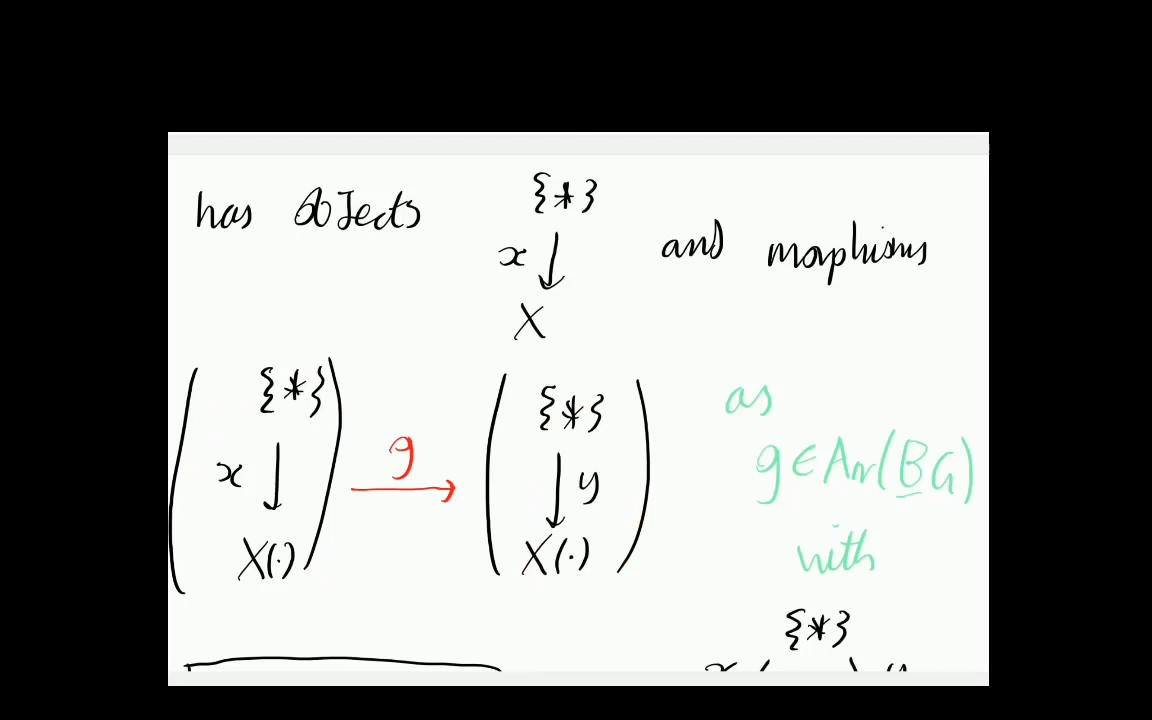 has objects {*} x ↓ X and morphisms
( {*} x ↓ X(·) ) g → ( {*} ↓ y X(·) ) as
g ∈ Arr(BG)
with
{*}
x y